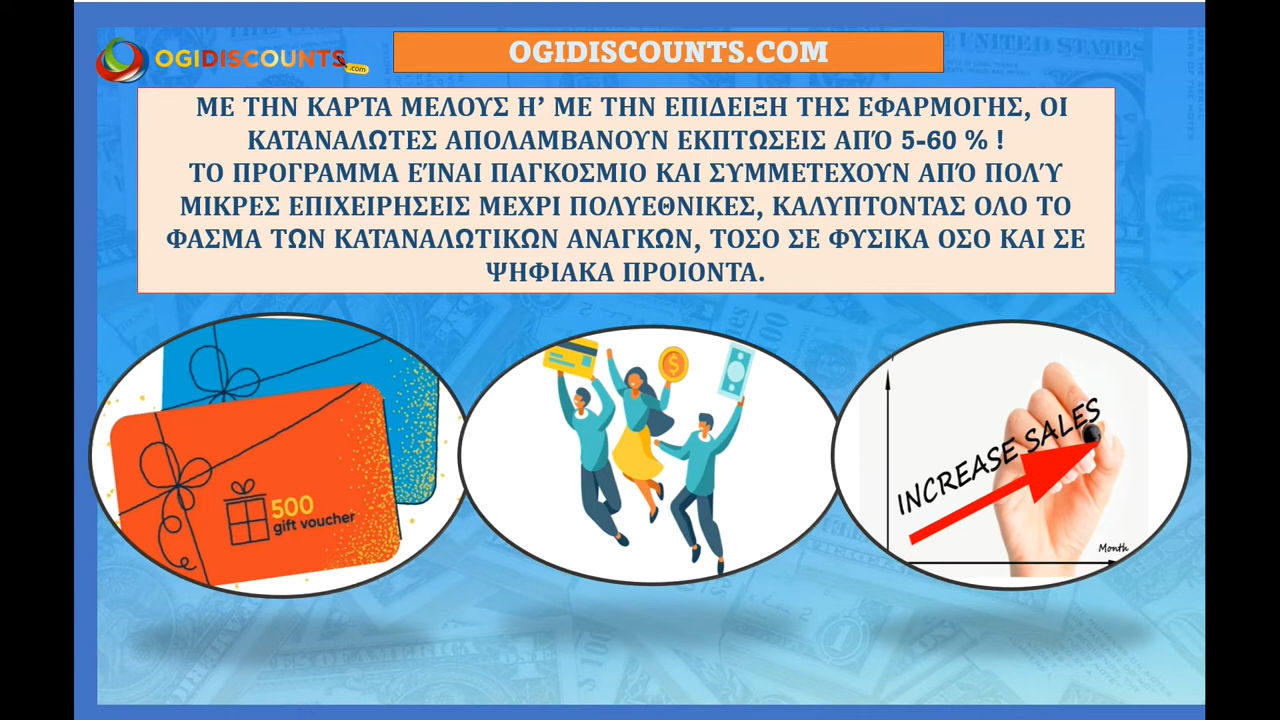 OGIDISCOUNTS
.com
OGIDISCOUNTS.COM
ΜΕ ΤΗΝ ΚΑΡΤΑ ΜΕΛΟΥΣ Η’ ΜΕ ΤΗΝ ΕΠΙΔΕΙΞΗ ΤΗΣ ΕΦΑΡΜΟΓΗΣ, ΟΙ
ΚΑΤΑΝΑΛΩΤΕΣ ΑΠΟΛΑΜΒΑΝΟΥΝ ΕΚΠΤΩΣΕΙΣ ΑΠΌ 5-60 % !
ΤΟ ΠΡΟΓΡΑΜΜΑ ΕΊΝΑΙ ΠΑΓΚΟΣΜΙΟ ΚΑΙ ΣΥΜΜΕΤΕΧΟΥΝ ΑΠΌ ΠΟΛΎ
ΜΙΚΡΕΣ ΕΠΙΧΕΙΡΗΣΕΙΣ ΜΕΧΡΙ ΠΟΛΥΕΘΝΙΚΕΣ, ΚΑΛΥΠΤΟΝΤΑΣ ΟΛΟ ΤΟ
ΦΑΣΜΑ ΤΩΝ ΚΑΤΑΝΑΛΩΤΙΚΩΝ ΑΝΑΓΚΩΝ, ΤΟΣΟ ΣΕ ΦΥΣΙΚΑ ΟΣΟ ΚΑΙ ΣΕ
ΨΗΦΙΑΚΑ ΠΡΟΙΟΝΤΑ.
500
gift voucher
$
INCREASE SALES
Month